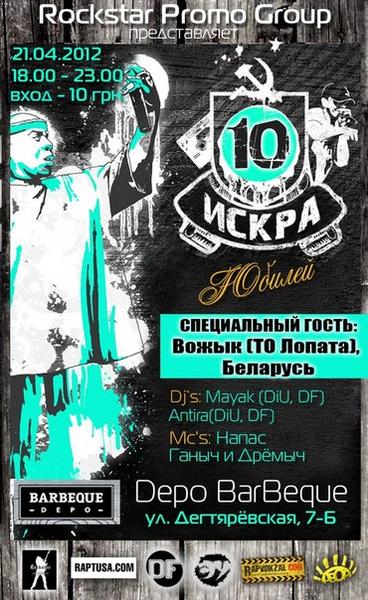 Rockstar Promo Group
представляет
21.04.2012
18.00 - 23.00
вход - 10 грн
10
ИСКРА
Юбилей
СПЕЦИАЛЬНЫЙ ГОСТЬ:
Вожык (ТО Лопата),
Беларусь
Dj's: Mayak (DiU, DF)
Antira(DiU, DF)
Mc's: Напас
Ганыч и Дрёмыч
BARBEQUE
DEPO
Depo BarBeque
ул. Дегтярёвская, 7-Б
RAPTUSA.COM
DF
RAPVOKZAL.COM